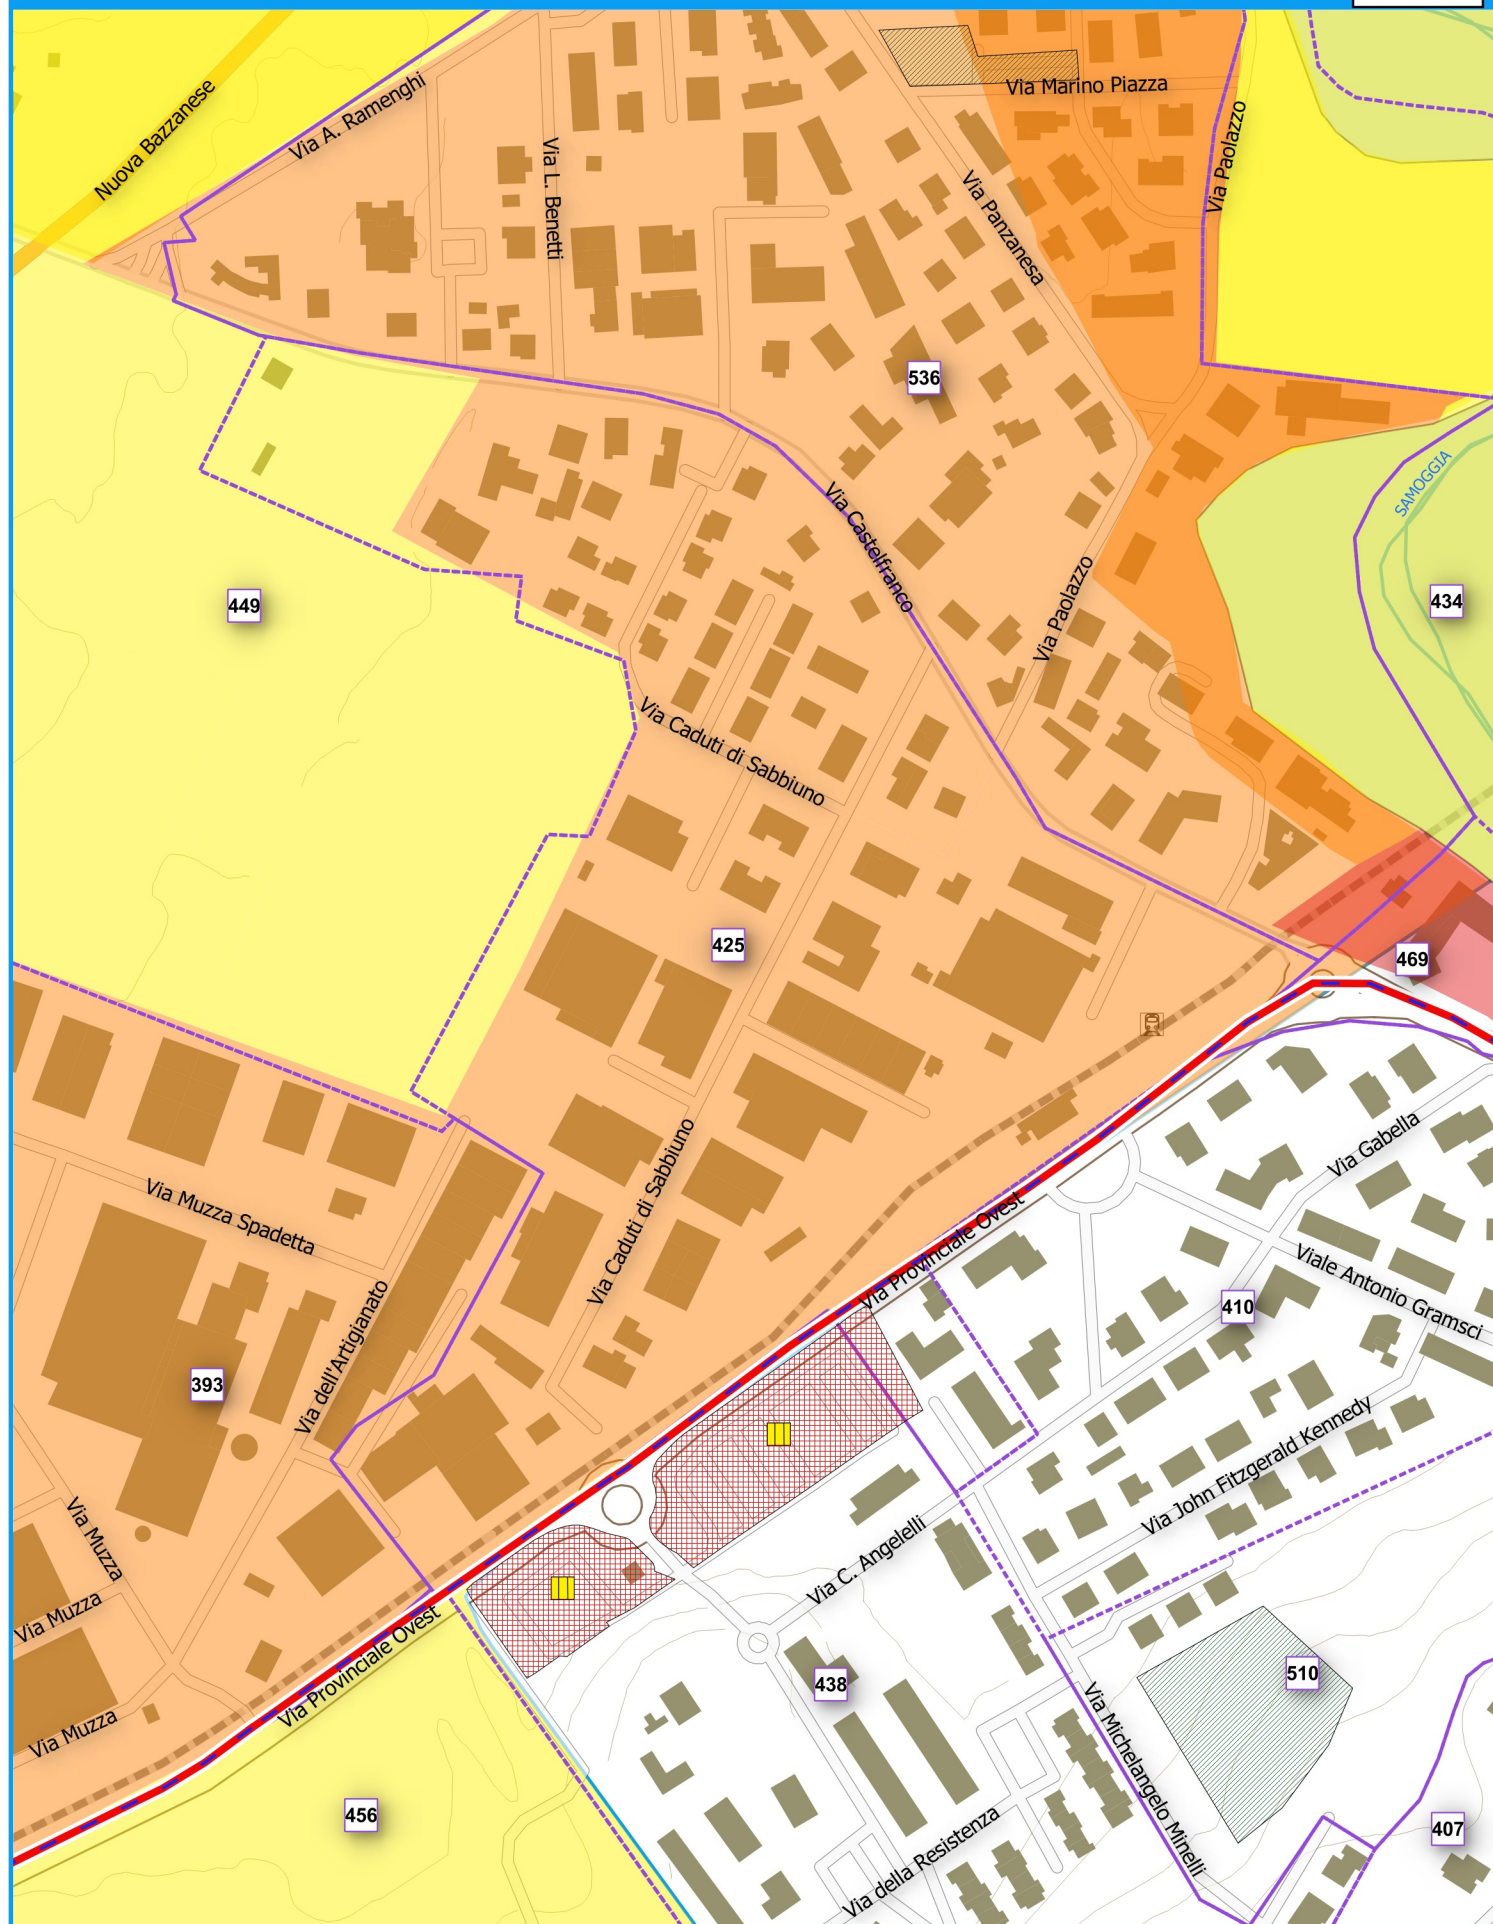 Via Marino Piazza
Nuova Bazzanese
Via A. Ramenghi
Via L. Benetti
Via Paolazzo
Via Panzanesa
536
SAMOGGIA
Via Castelfranco
449
434
Via Paolazzo
Via Caduti di Sabbiuno
425
469
Via Gabella
Via Muzza Spadetta
Via Caduti di Sabbiuno
Via Provinciale Ovest
Viale Antonio Gramsci
410
393
Via dell'Artigianato
Via John Fitzgerald Kennedy
Via Muzza
Via C. Angelelli
Via Muzza
Via Provinciale Ovest
438
510
Via Muzza
Via Michelangelo Minelli
456
407
Via della Resistenza